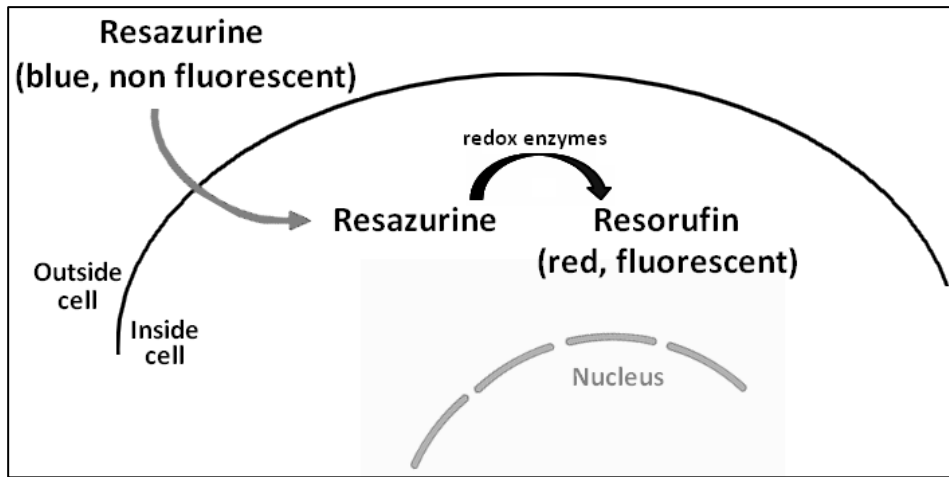 Resazurine
(blue, non fluorescent)
redox enzymes
Resazurine
Resorufin
(red, fluorescent)
Outside
cell
Inside
cell
Nucleus